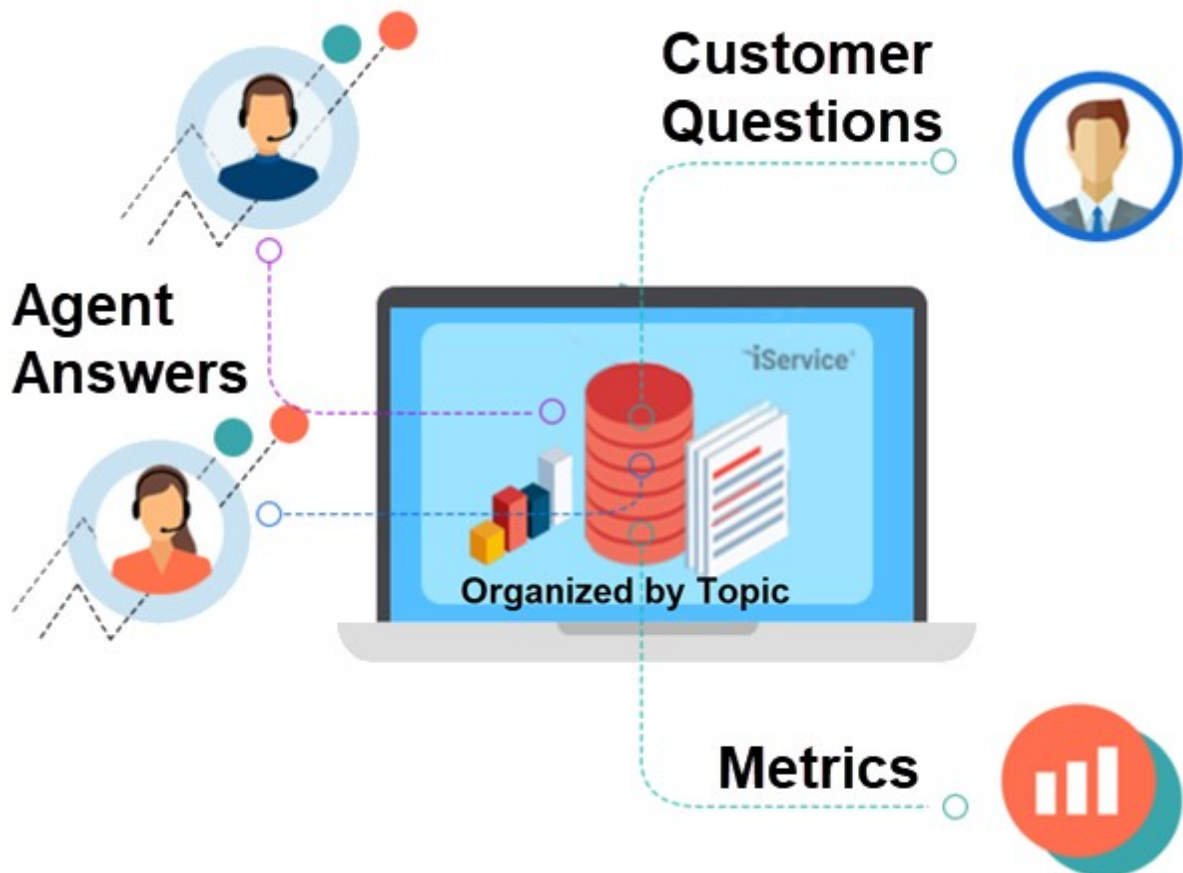 Customer
Questions
Agent
Answers
iService
Organized by Topic
Metrics